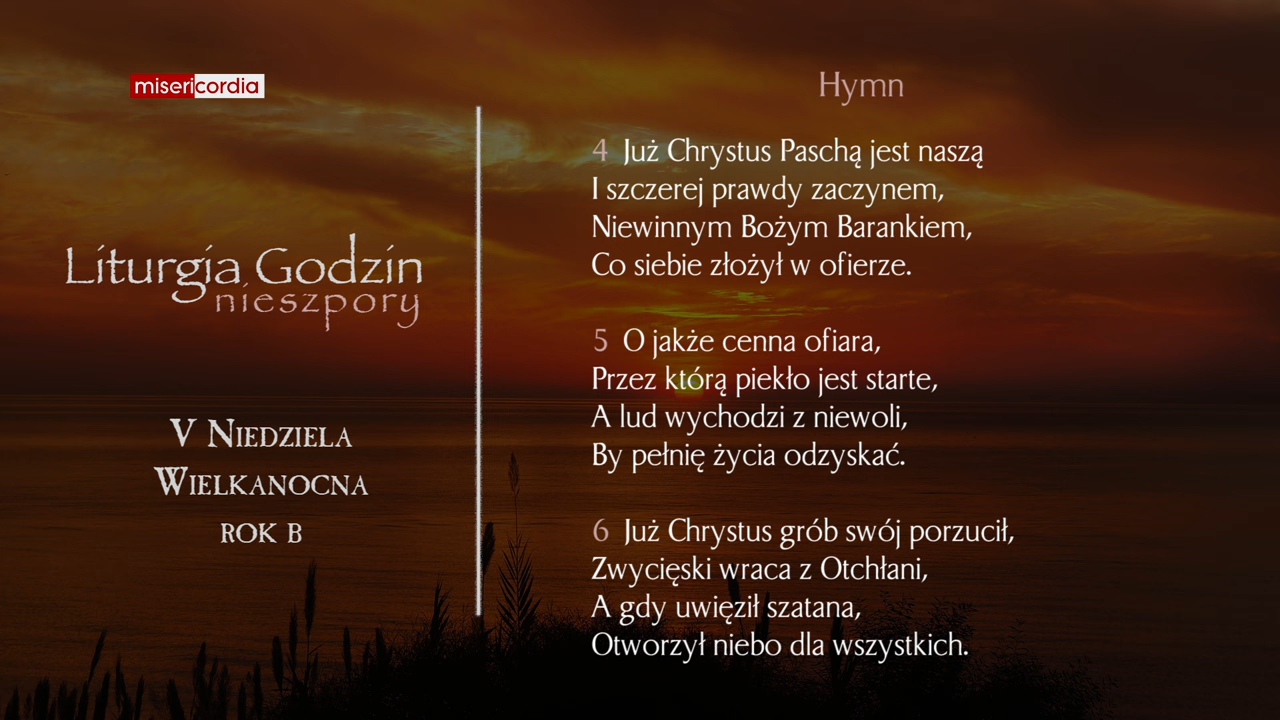 misericordia
Liturgia Godzin
nieszpory
V Niedziela
Wielkanocna
rok B
Hymn
4 Już Chrystus Paschą jest naszą
I szczerej prawdy zaczynem,
Niewinnym Bożym Barankiem,
Co siebie złożył w ofierze.
5 O jakże cenna ofiara,
Przez którą piekło jest starte,
A lud wychodzi z niewoli,
By pełnię życia odzyskać.
6 Już Chrystus grób swój porzucił,
Zwycięski wraca z Otchłani,
A gdy uwięził szatana,
Otworzył niebo dla wszystkich.